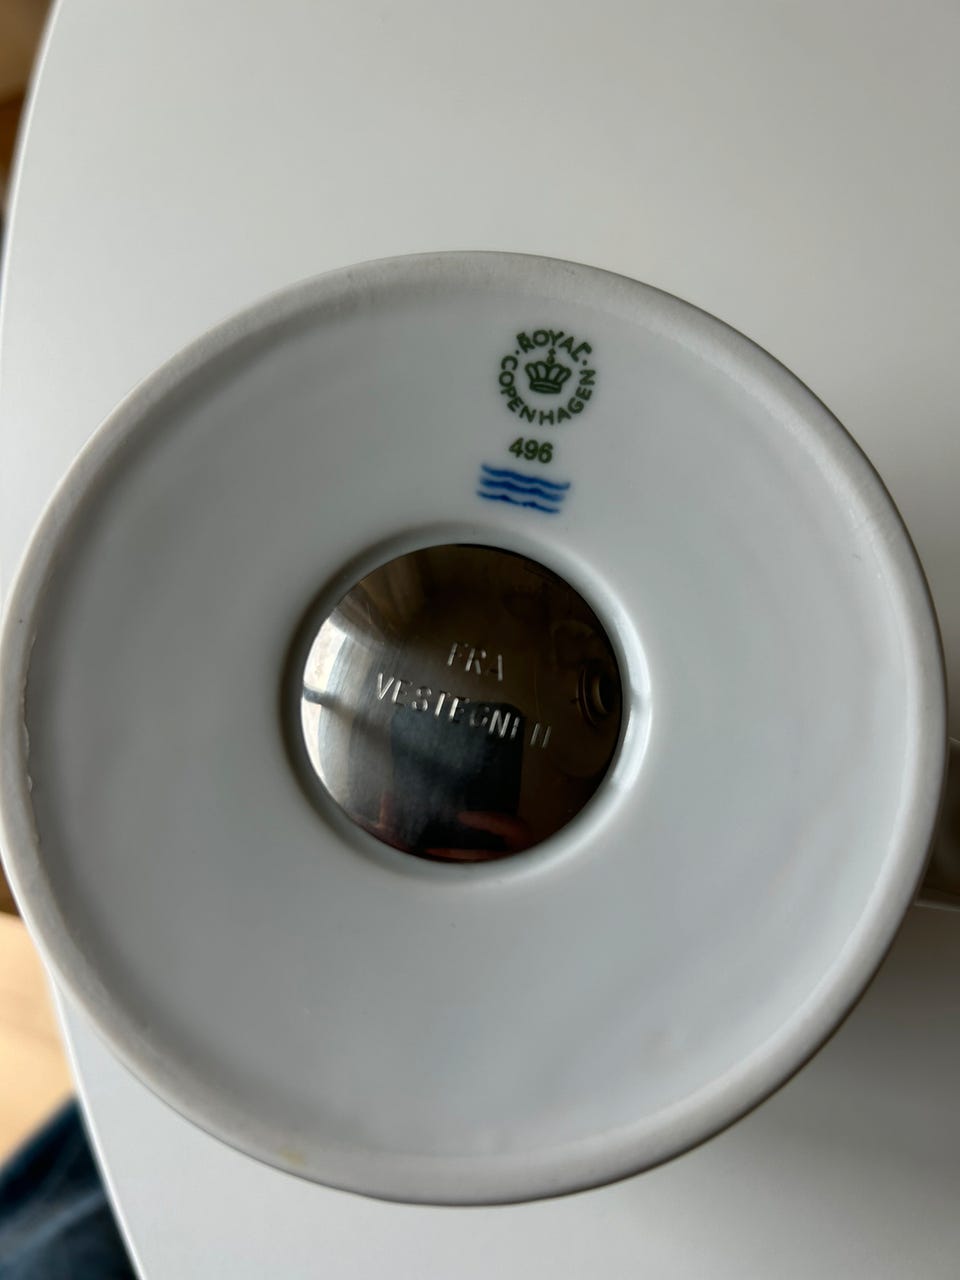 ROYAL COPENHAGEN
496
FRA
VESTEGNEN